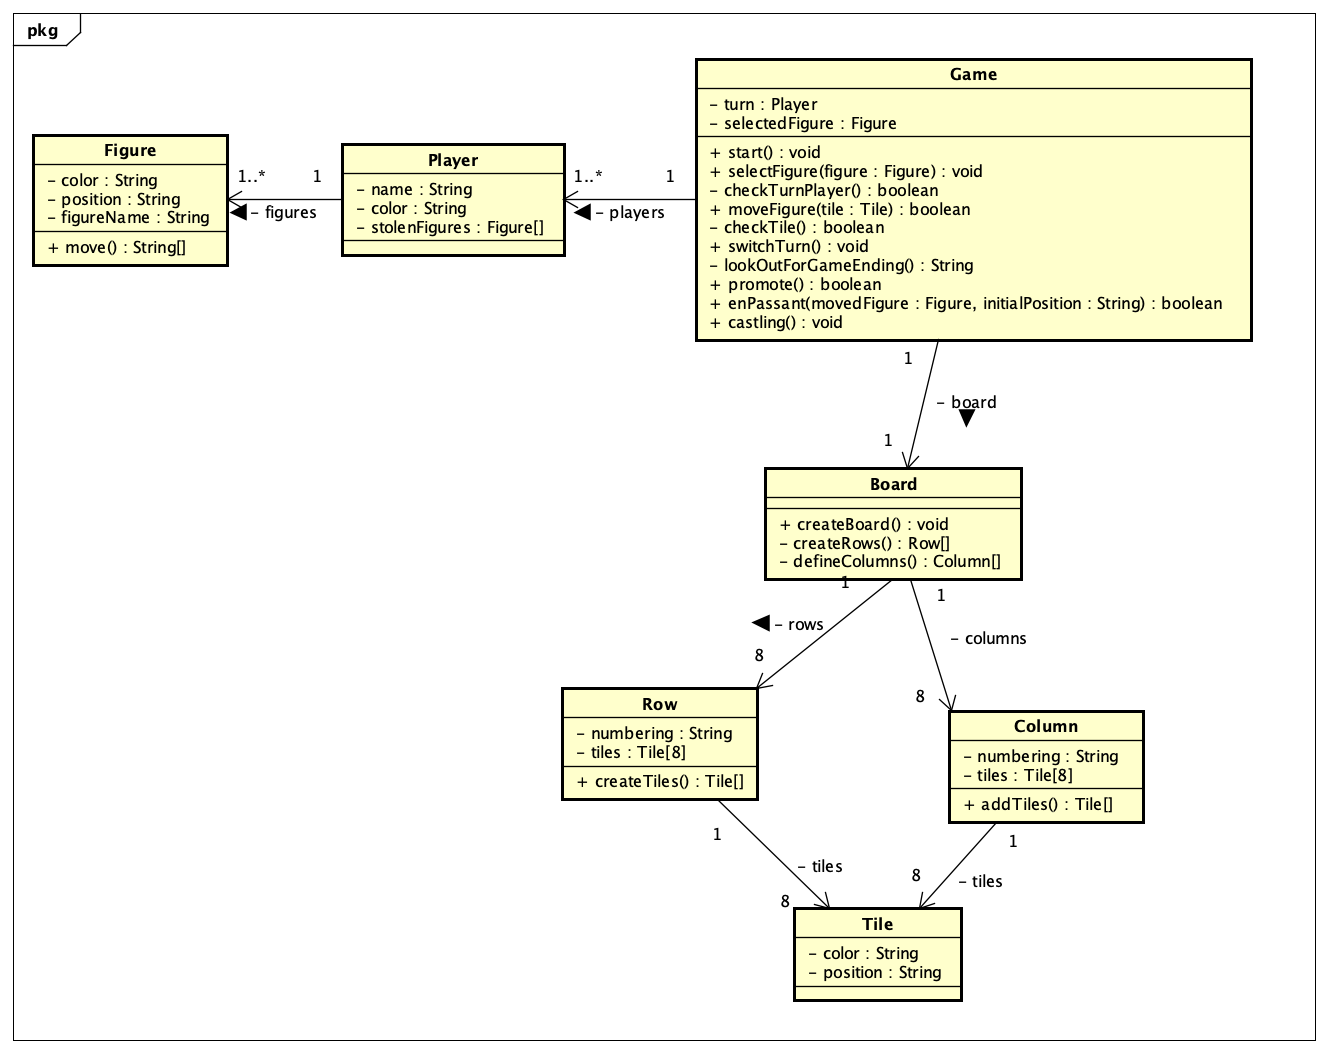 pkg
Game
- turn : Player
- selectedFigure : Figure
+ start() : void
+ selectFigure(figure : Figure) : void
- checkTurnPlayer() : boolean
+ moveFigure(tile : Tile) : boolean
- checkTile() : boolean
+ switchTurn() : void
- lookOutForGameEnding() : String
+ promote() : boolean
+ enPassant(movedFigure : Figure, initialPosition : String) : boolean
+ castling() : void
Figure
- color : String
- position : String
- figureName : String
+ move() : String[]
1..* 1
- figures
Player
- name : String
- color : String
- stolenFigures : Figure[]
1..* 1
- players
1
- board
1
Board
+ createBoard() : void
- createRows() : Row[]
- defineColumns() : Column[]
1
- rows
8
1
- columns
8
Row
- numbering : String
- tiles : Tile[8]
+ createTiles() : Tile[]
Column
- numbering : String
- tiles : Tile[8]
+ addTiles() : Tile[]
1
- tiles
8
1
8
- tiles
Tile
- color : String
- position : String